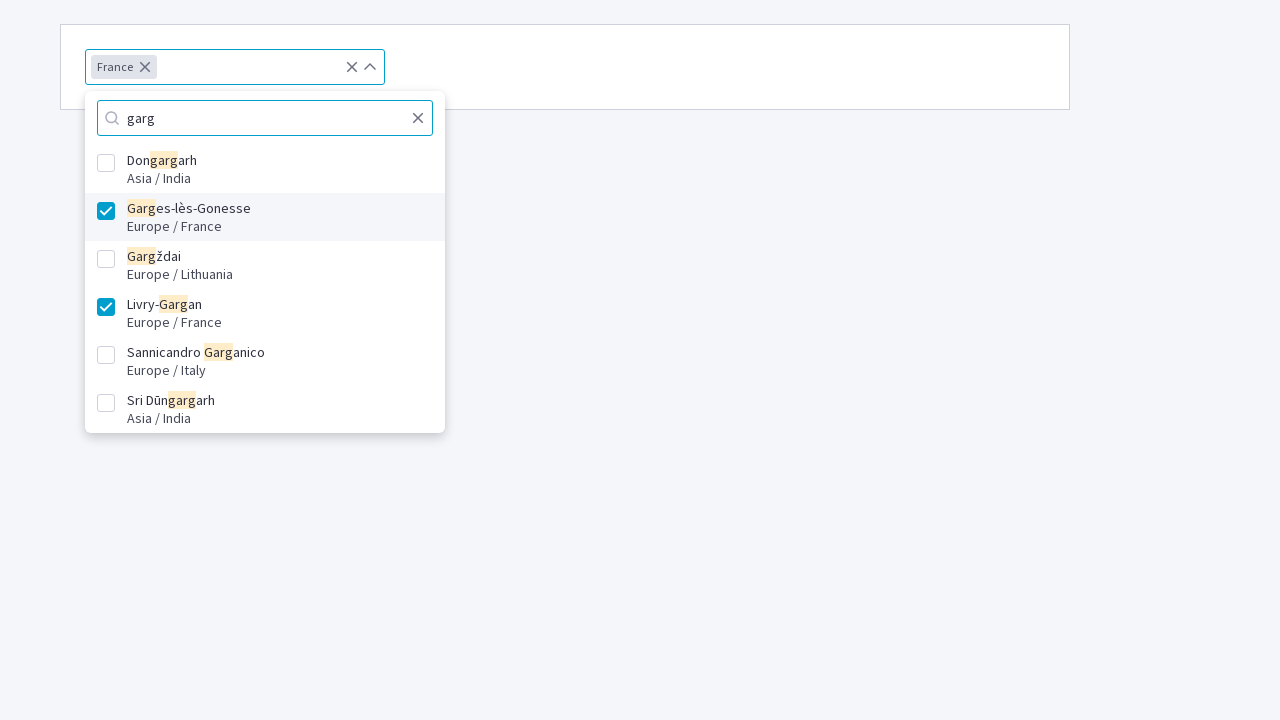 France
garg
Dongargarh
Asia / India
Garges-lès-Gonesse
Europe / France
Gargždai
Europe / Lithuania
Livry-Gargan
Europe / France
Sannicandro Garganico
Europe / Italy
Sri Dūngargarh
Asia / India